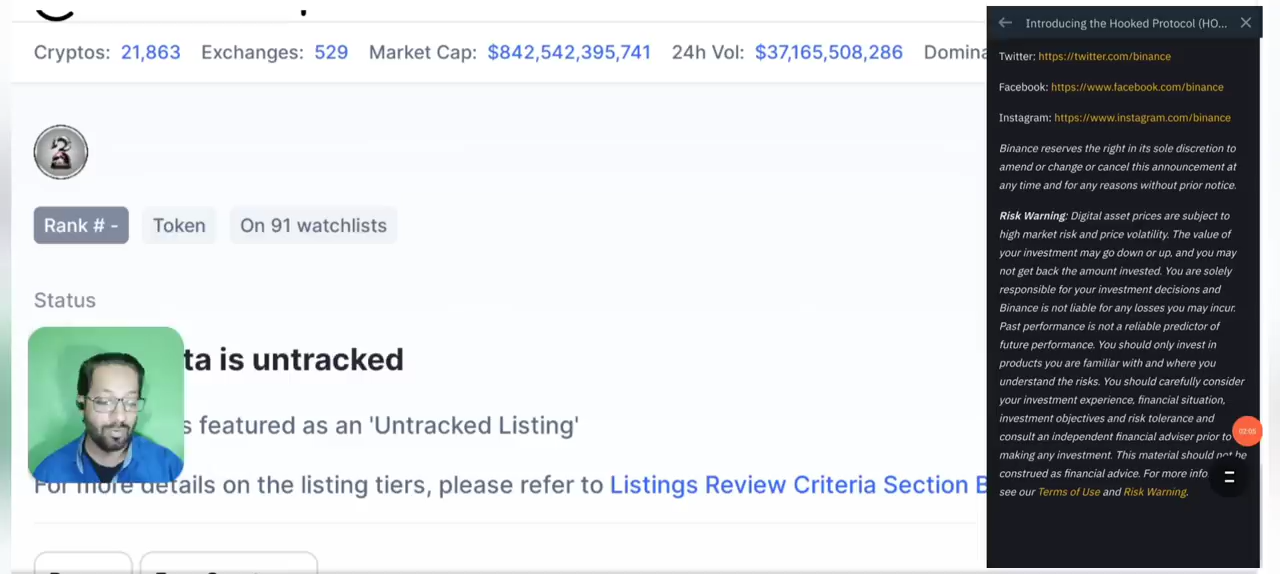 Cryptos: 21,863 Exchanges: 529 Market Cap: $842,542,395,741 24h Vol: $37,165,508,286
Rank # -
Token
On 91 watchlists
Status
ta is untracked
s featured as an 'Untracked Listing'
For more details on the listing tiers, please refer to Listings Review Criteria Section B
Introducing the Hooked Protocol (HO...
Twitter: https://twitter.com/binance
Facebook: https://www.facebook.com/binance
Instagram: https://www.instagram.com/binance
Binance reserves the right in its sole discretion to
amend or change or cancel this announcement at
any time and for any reasons without prior notice.
Risk Warning: Digital asset prices are subject to
high market risk and price volatility. The value of
your investment may go down or up, and you may
not get back the amount invested. You are solely
responsible for your investment decisions and
Binance is not liable for any losses you may incur.
Past performance is not a reliable predictor of
future performance. You should only invest in
products you are familiar with and where you
understand the risks. You should carefully consider
your investment experience, financial situation,
investment objectives and risk tolerance and
consult an independent financial adviser prior to
making any investment. This material should not be
construed as financial advice. For more info
see our Terms of Use and Risk Warning.
02:05